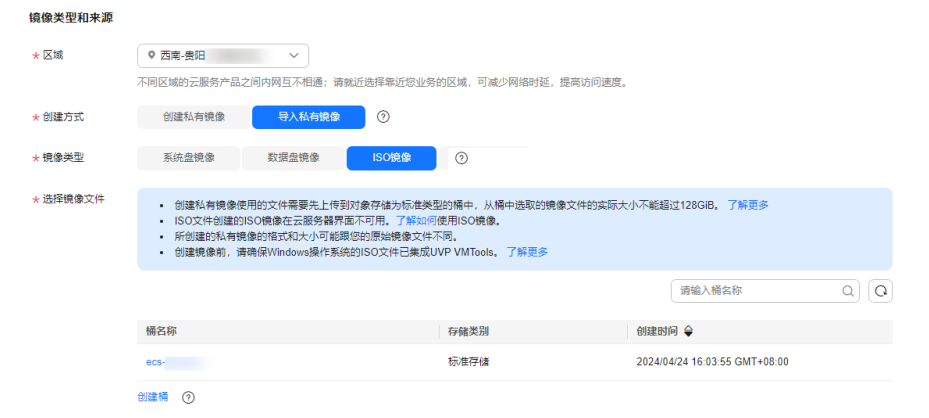 镜像类型和来源
★ 区域 西南-贵阳
不同区域的云服务产品之间内网互不相通；请就近选择靠近您业务的区域，可减少网络时延，提高访问速度。
★ 创建方式 创建私有镜像 导入私有镜像 ?
★ 镜像类型 系统盘镜像 数据盘镜像 ISO镜像 ?
★ 选择镜像文件
• 创建私有镜像使用的文件需要先上传到对象存储为标准类型的桶中，从桶中选取的镜像文件的实际大小不能超过128GiB。 了解更多
• ISO文件创建的ISO镜像在云服务器界面不可用。了解如何使用ISO镜像。
• 所创建的私有镜像的格式和大小可能跟您的原始镜像文件不同。
• 创建镜像前，请确保Windows操作系统的ISO文件已集成UVP VMTools。 了解更多
请输入桶名称
桶名称 存储类别 创建时间
ecs- 标准存储 2024/04/24 16:03:55 GMT+08:00
创建桶 ?